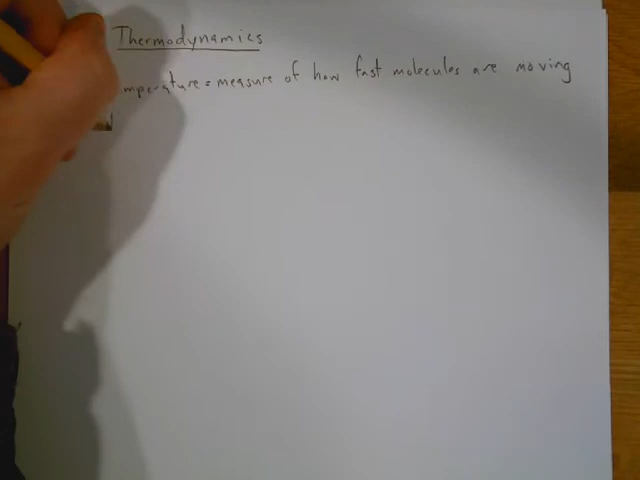 Thermodynamics
mperature = measure of how fast molecules are moving